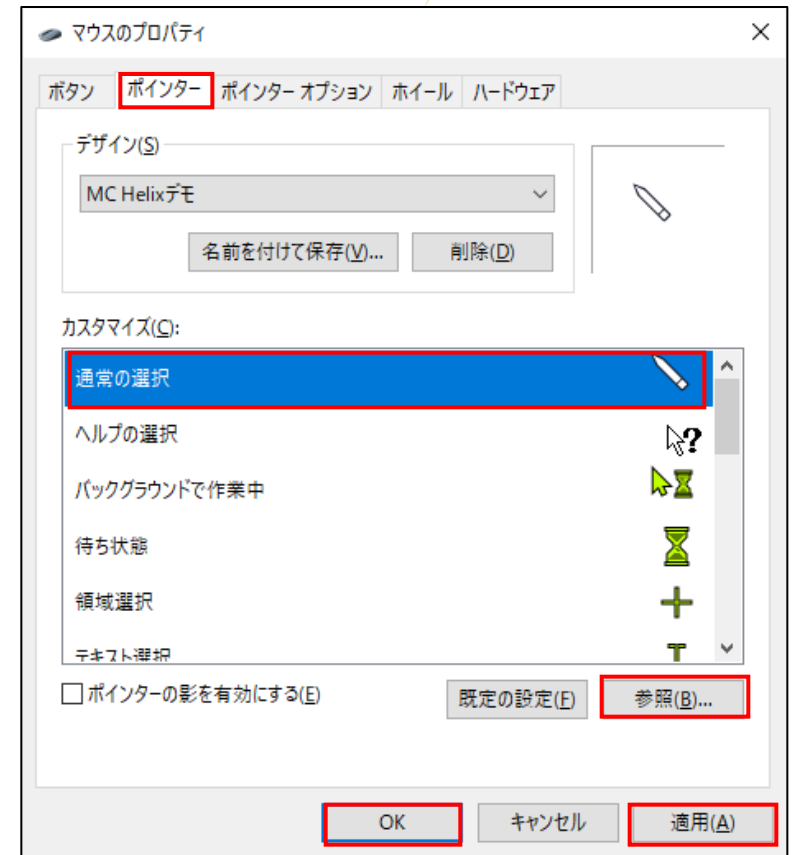 マウスのプロパティ
ボタン ポインター ポインター オプション ホイール ハードウェア
デザイン(S)
MC Helixデモ
名前を付けて保存(V)... 削除(D)
カスタマイズ(C):
通常の選択
ヘルプの選択
バックグラウンドで作業中
待ち状態
領域選択
テキスト選択
ポインターの影を有効にする(E) 既定の設定(F) 参照(B)...
OK キャンセル 適用(A)